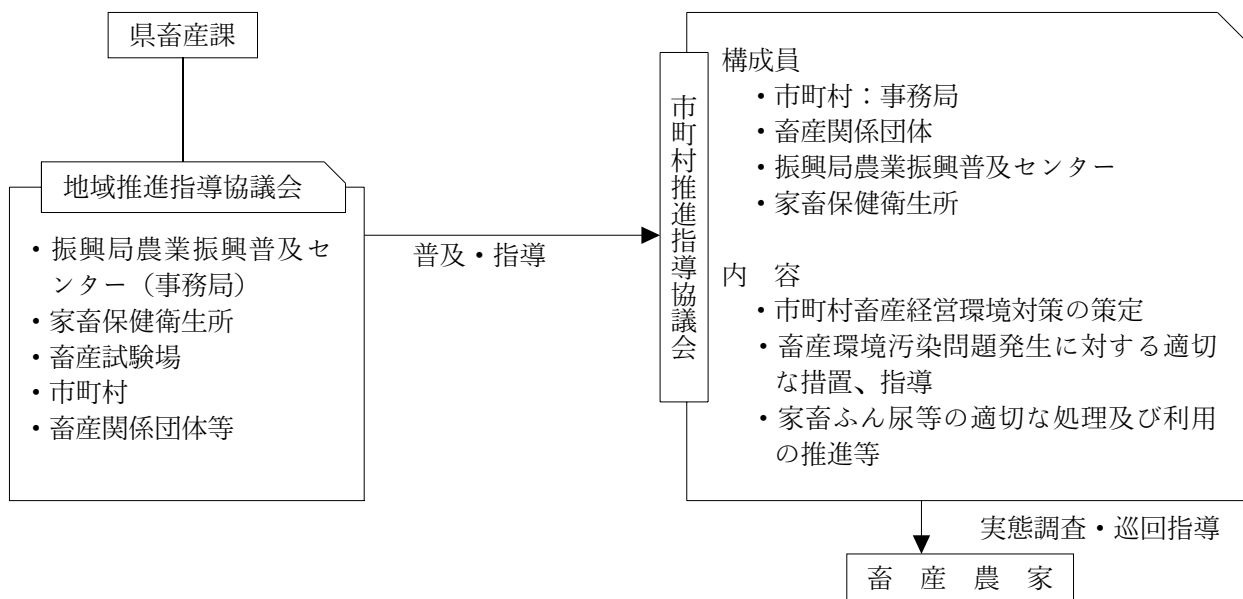 県畜産課
地域推進指導協議会
・振興局農業振興普及セ
ンター（事務局）
・家畜保健衛生所
・畜産試験場
・市町村
・畜産関係団体等
普及・指導
市町村推進指導協議会
構成員
・市町村：事務局
・畜産関係団体
・振興局農業振興普及センター
・家畜保健衛生所
内　容
・市町村畜産経営環境対策の策定
・畜産環境汚染問題発生に対する適切
な措置、指導
・家畜ふん尿等の適切な処理及び利用
の推進等
実態調査・巡回指導
畜　産　農　家